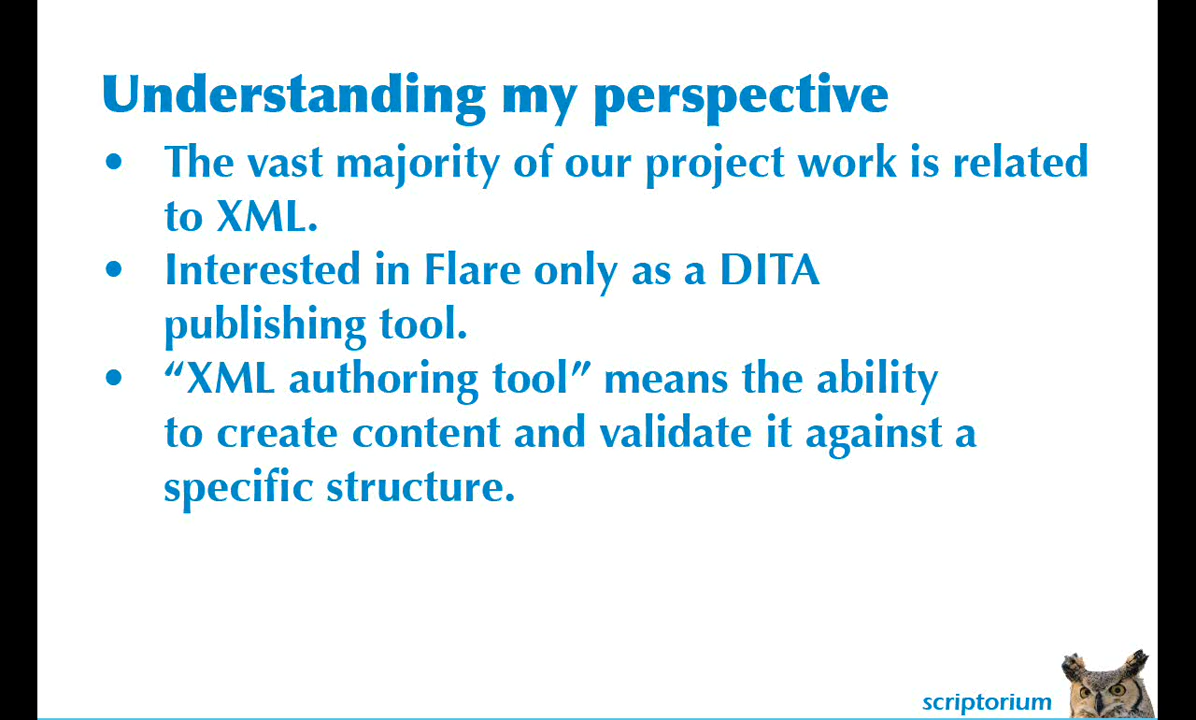 Understanding my perspective
• The vast majority of our project work is related
to XML.
• Interested in Flare only as a DITA
publishing tool.
• “XML authoring tool” means the ability
to create content and validate it against a
specific structure.
scriptorium